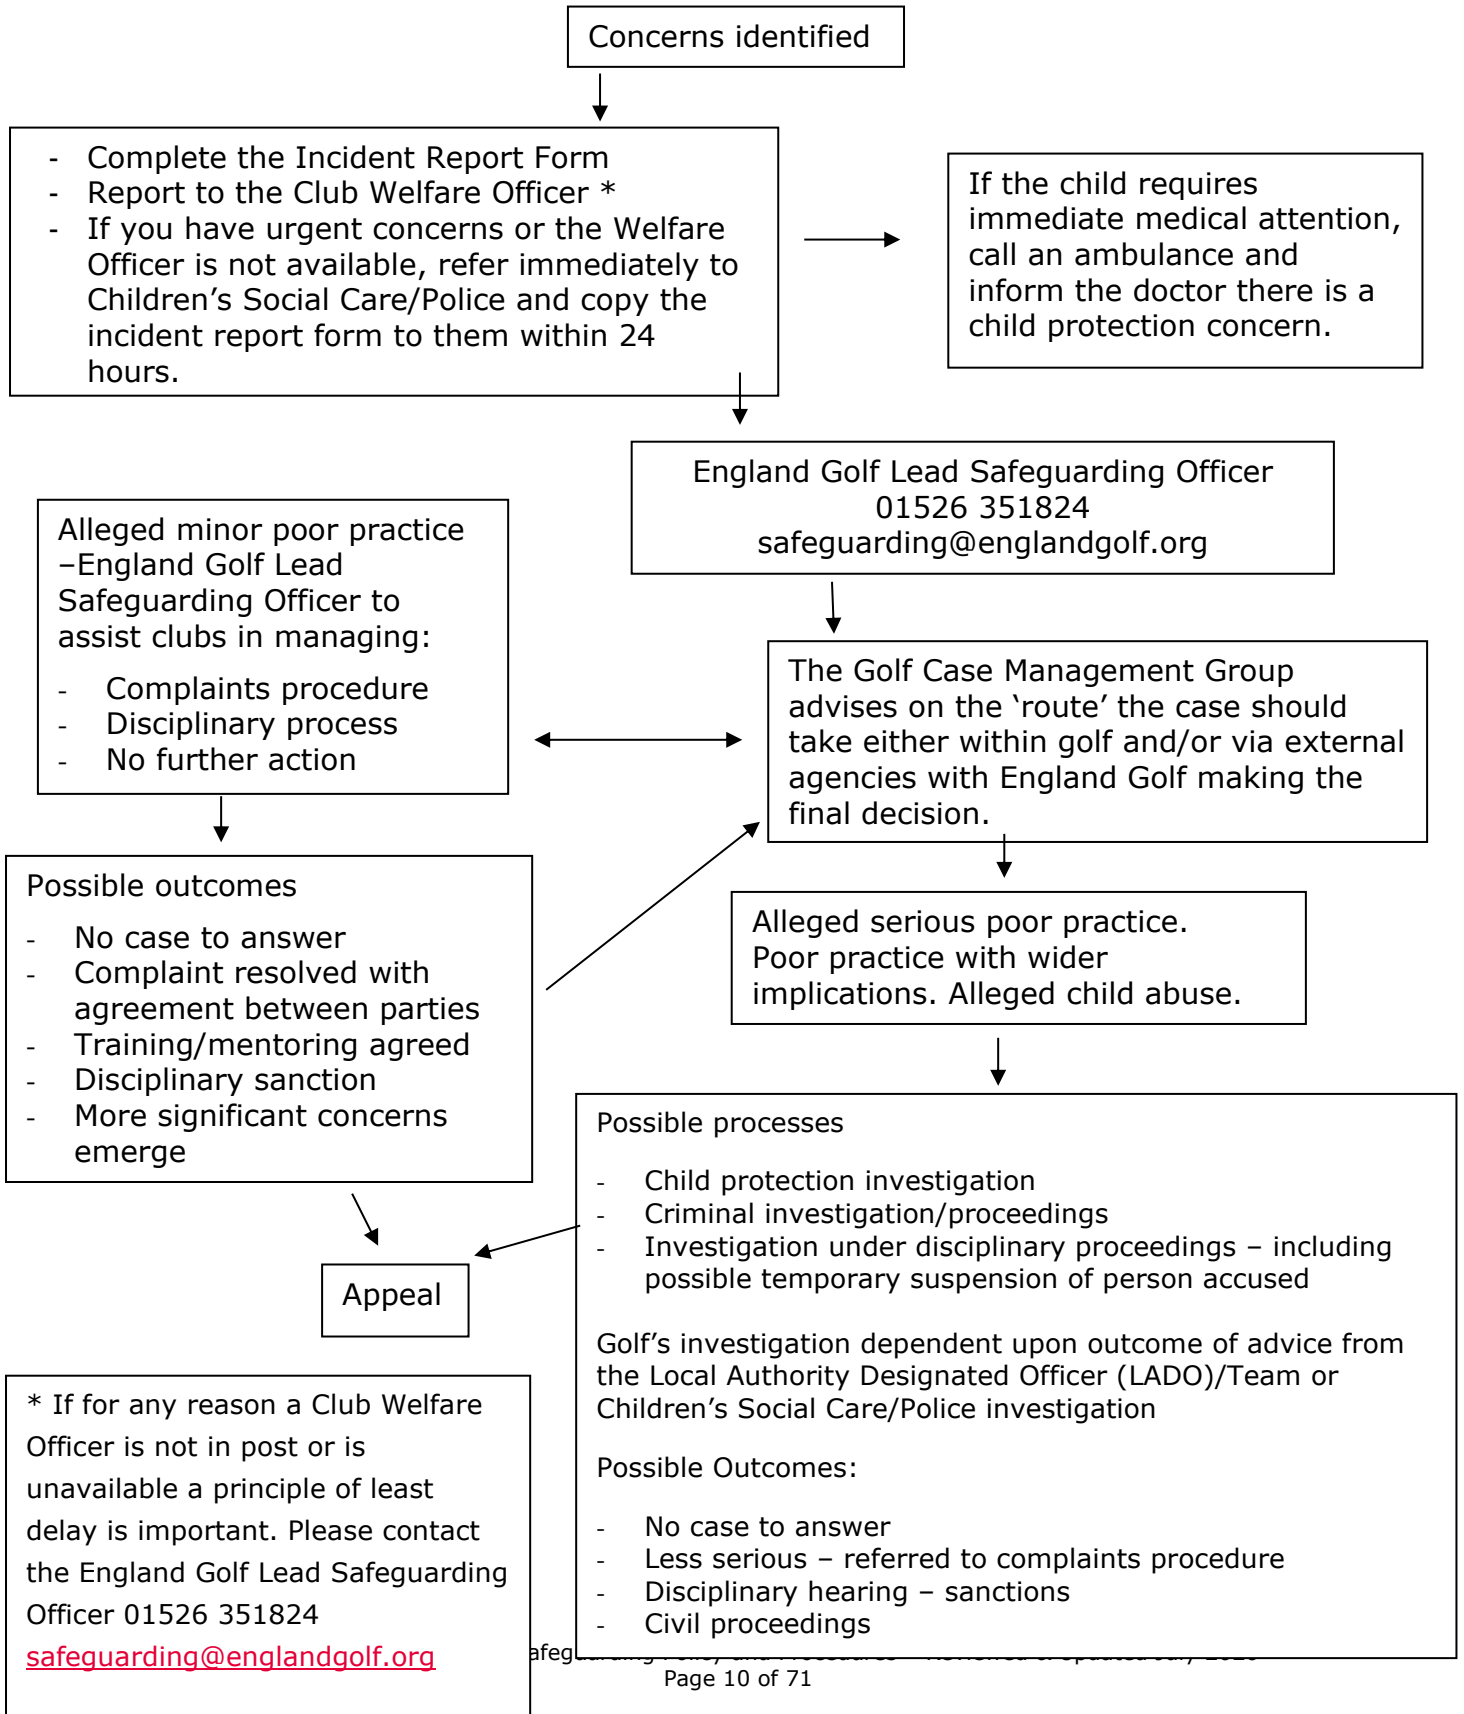 Concerns identified
- Complete the Incident Report Form
- Report to the Club Welfare Officer *
- If you have urgent concerns or the Welfare
Officer is not available, refer immediately to
Children’s Social Care/Police and copy the
incident report form to them within 24
hours.
If the child requires
immediate medical attention,
call an ambulance and
inform the doctor there is a
child protection concern.
England Golf Lead Safeguarding Officer
01526 351824
safeguarding@englandgolf.org
Alleged minor poor practice
–England Golf Lead
Safeguarding Officer to
assist clubs in managing:
- Complaints procedure
- Disciplinary process
- No further action
The Golf Case Management Group
advises on the ‘route’ the case should
take either within golf and/or via external
agencies with England Golf making the
final decision.
Possible outcomes
- No case to answer
- Complaint resolved with
agreement between parties
- Training/mentoring agreed
- Disciplinary sanction
- More significant concerns
emerge
Alleged serious poor practice.
Poor practice with wider
implications. Alleged child abuse.
Possible processes
- Child protection investigation
- Criminal investigation/proceedings
- Investigation under disciplinary proceedings – including
possible temporary suspension of person accused
Golf’s investigation dependent upon outcome of advice from
the Local Authority Designated Officer (LADO)/Team or
Children’s Social Care/Police investigation
Possible Outcomes:
- No case to answer
- Less serious – referred to complaints procedure
- Disciplinary hearing – sanctions
- Civil proceedings
Appeal
* If for any reason a Club Welfare
Officer is not in post or is
unavailable a principle of least
delay is important. Please contact
the England Golf Lead Safeguarding
Officer 01526 351824
safeguarding@englandgolf.org
Policy and Procedures
Page 10 of 71